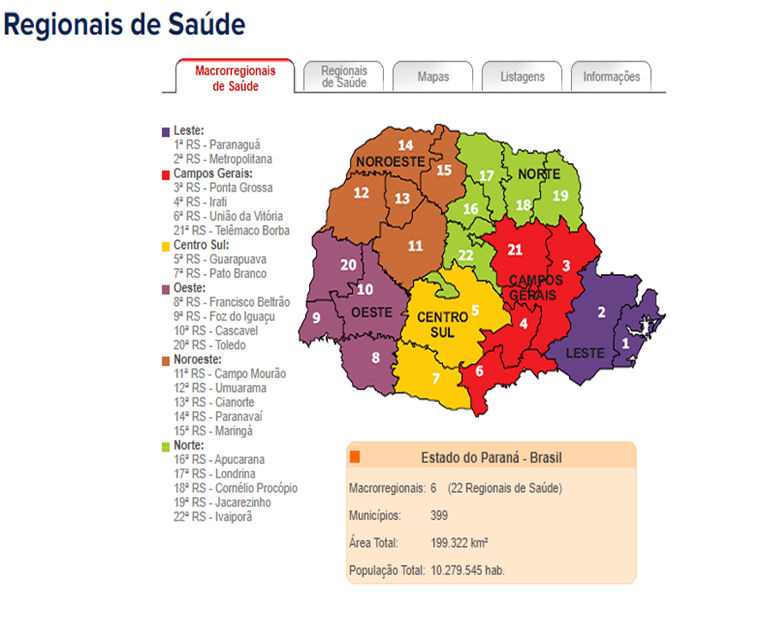 Regionais de Saúde
Macrorregionais
de Saúde
Regionais
de Saúde
Mapas
Listagens
Informações
Leste:
1ª RS - Paranaguá
2ª RS - Metropolitana
Campos Gerais:
3ª RS - Ponta Grossa
4ª RS - Irati
6ª RS - União da Vitória
21ª RS - Telêmaco Borba
Centro Sul:
5ª RS - Guarapuava
7ª RS - Pato Branco
Oeste:
8ª RS - Francisco Beltrão
9ª RS - Foz do Iguaçu
10ª RS - Cascavel
20ª RS - Toledo
Noroeste:
11ª RS - Campo Mourão
12ª RS - Umuarama
13ª RS - Cianorte
14ª RS - Paranavaí
15ª RS - Maringá
Norte:
16ª RS - Apucarana
17ª RS - Londrina
18ª RS - Cornélio Procópio
19ª RS - Jacarezinho
22ª RS - Ivaiporã
14
NOROESTE
15
17
NORTE
12
13
16
18
19
11
22
21
3
20
10
CAMPOS
GERAIS
9
OESTE
CENTRO
SUL
5
4
2
1
8
7
6
LESTE
Estado do Paraná - Brasil
Macrorregionais: 6 (22 Regionais de Saúde)
Municípios: 399
Área Total: 199.322 km²
População Total: 10.279.545 hab.